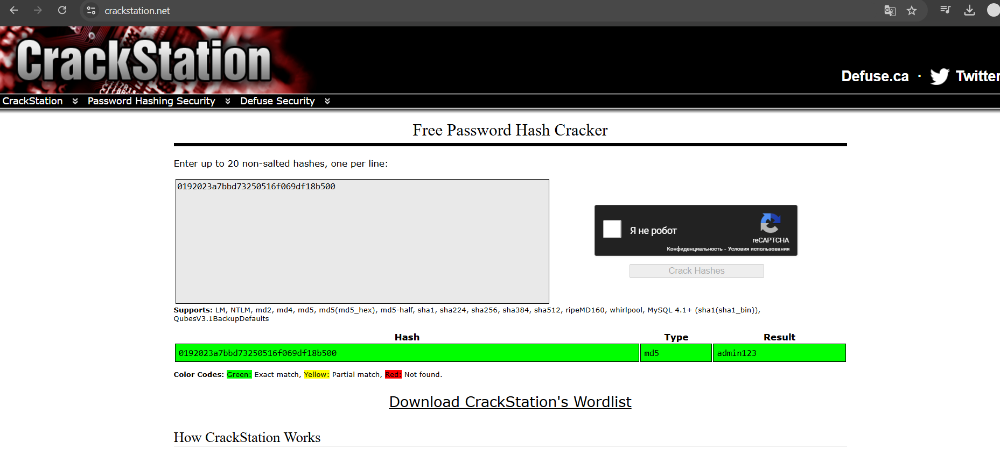 crackstation.net
CrackStation
Defuse.ca · Twitter
CrackStation Password Hashing Security Defuse Security
Free Password Hash Cracker
Enter up to 20 non-salted hashes, one per line:
0192023a7bbd73250516f069df18b500
Я не робот
reCAPTCHA
Конфиденциальность - Условия использования
Crack Hashes
Supports: LM, NTLM, md2, md4, md5, md5(md5_hex), md5-half, sha1, sha224, sha256, sha384, sha512, ripeMD160, whirlpool, MySQL 4.1+ (sha1(sha1_bin)),
QubesV3.1BackupDefaults
Hash Type Result
0192023a7bbd73250516f069df18b500 md5 admin123
Color Codes: Green: Exact match, Yellow: Partial match, Red: Not found.
Download CrackStation's Wordlist
How CrackStation Works